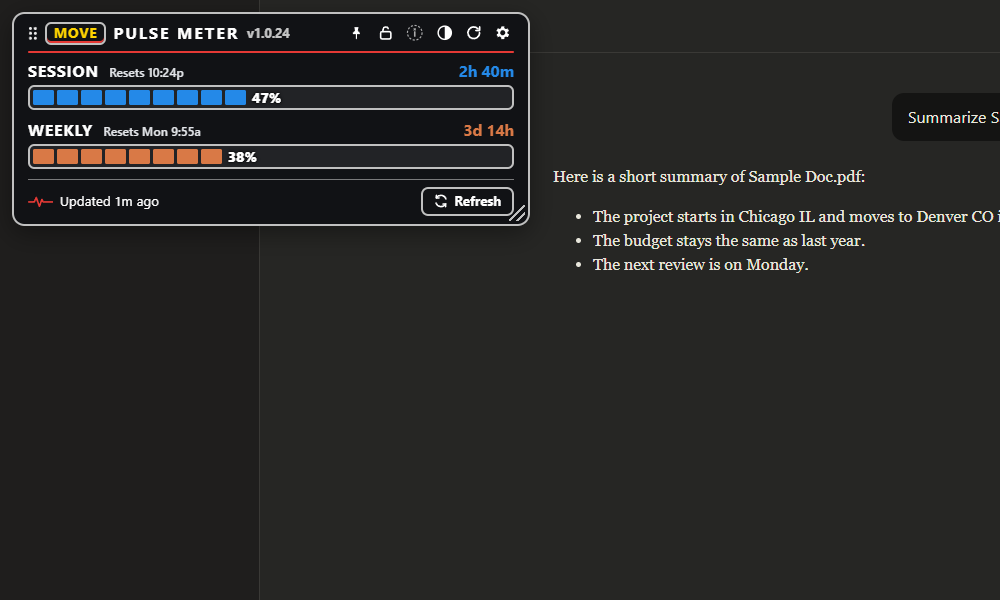 MOVE PULSE METER v1.0.24
SESSION Resets 10:24p 2h 40m
47%
WEEKLY Resets Mon 9:55a 3d 14h
38%
Updated 1m ago Refresh
Summarize S
Here is a short summary of Sample Doc.pdf:
• The project starts in Chicago IL and moves to Denver CO i
• The budget stays the same as last year.
• The next review is on Monday.